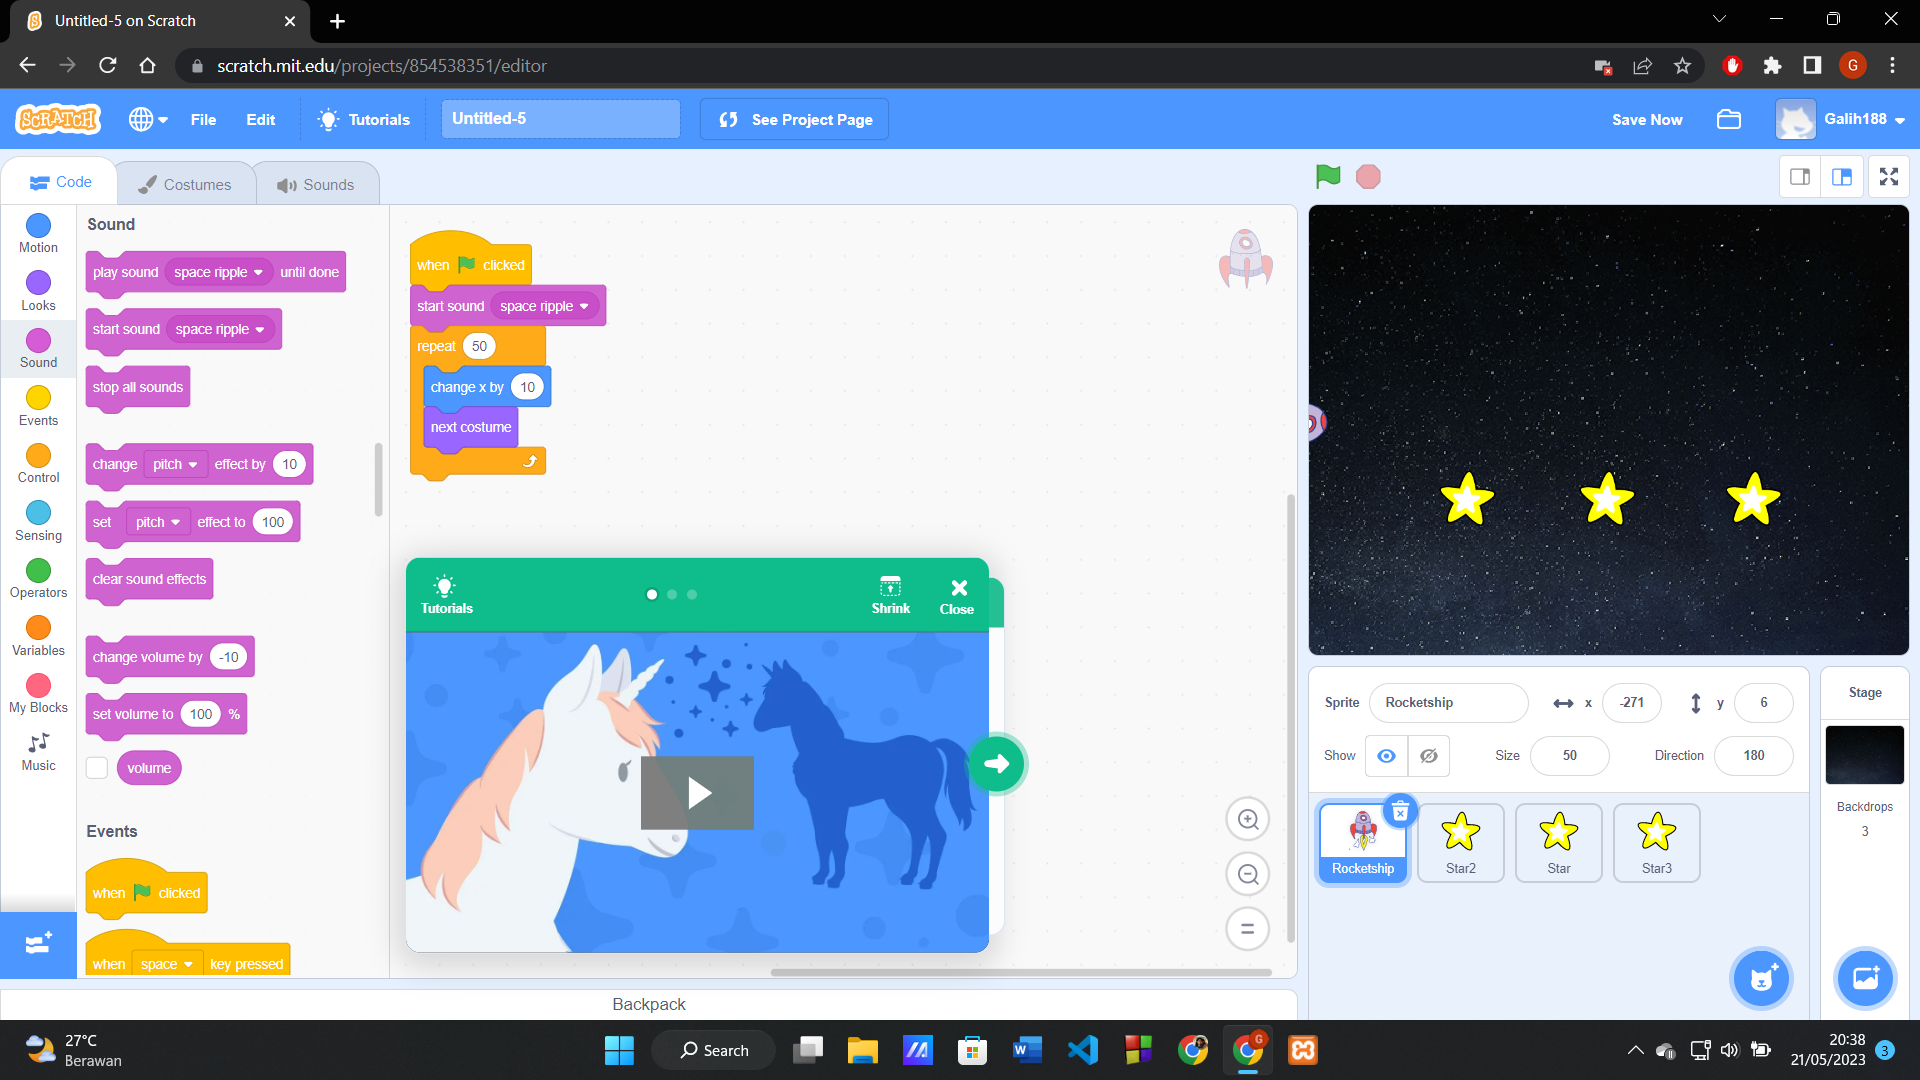 Untitled-5 on Scratch
scratch.mit.edu/projects/854538351/editor
G
SCRATCH
File
Edit
Tutorials
Untitled-5
See Project Page
Save Now
Galih188
Code
Costumes
Sounds
Motion
Looks
Sound
Events
Control
Sensing
Operators
Variables
My Blocks
Music
Sound
play sound space ripple until done
start sound space ripple
stop all sounds
change pitch effect by 10
set pitch effect to 100
clear sound effects
change volume by -10
set volume to 100 %
volume
Events
when clicked
when space key pressed
when clicked
start sound space ripple
repeat 50
change x by 10
next costume
Tutorials
Shrink
Close
Backpack
Sprite Rocketship x -271 y 6
Show Size 50 Direction 180
Rocketship
Star2
Star
Star3
Stage
Backdrops
3
27°C
Berawan
Search
W
G
20:38
21/05/2023
3